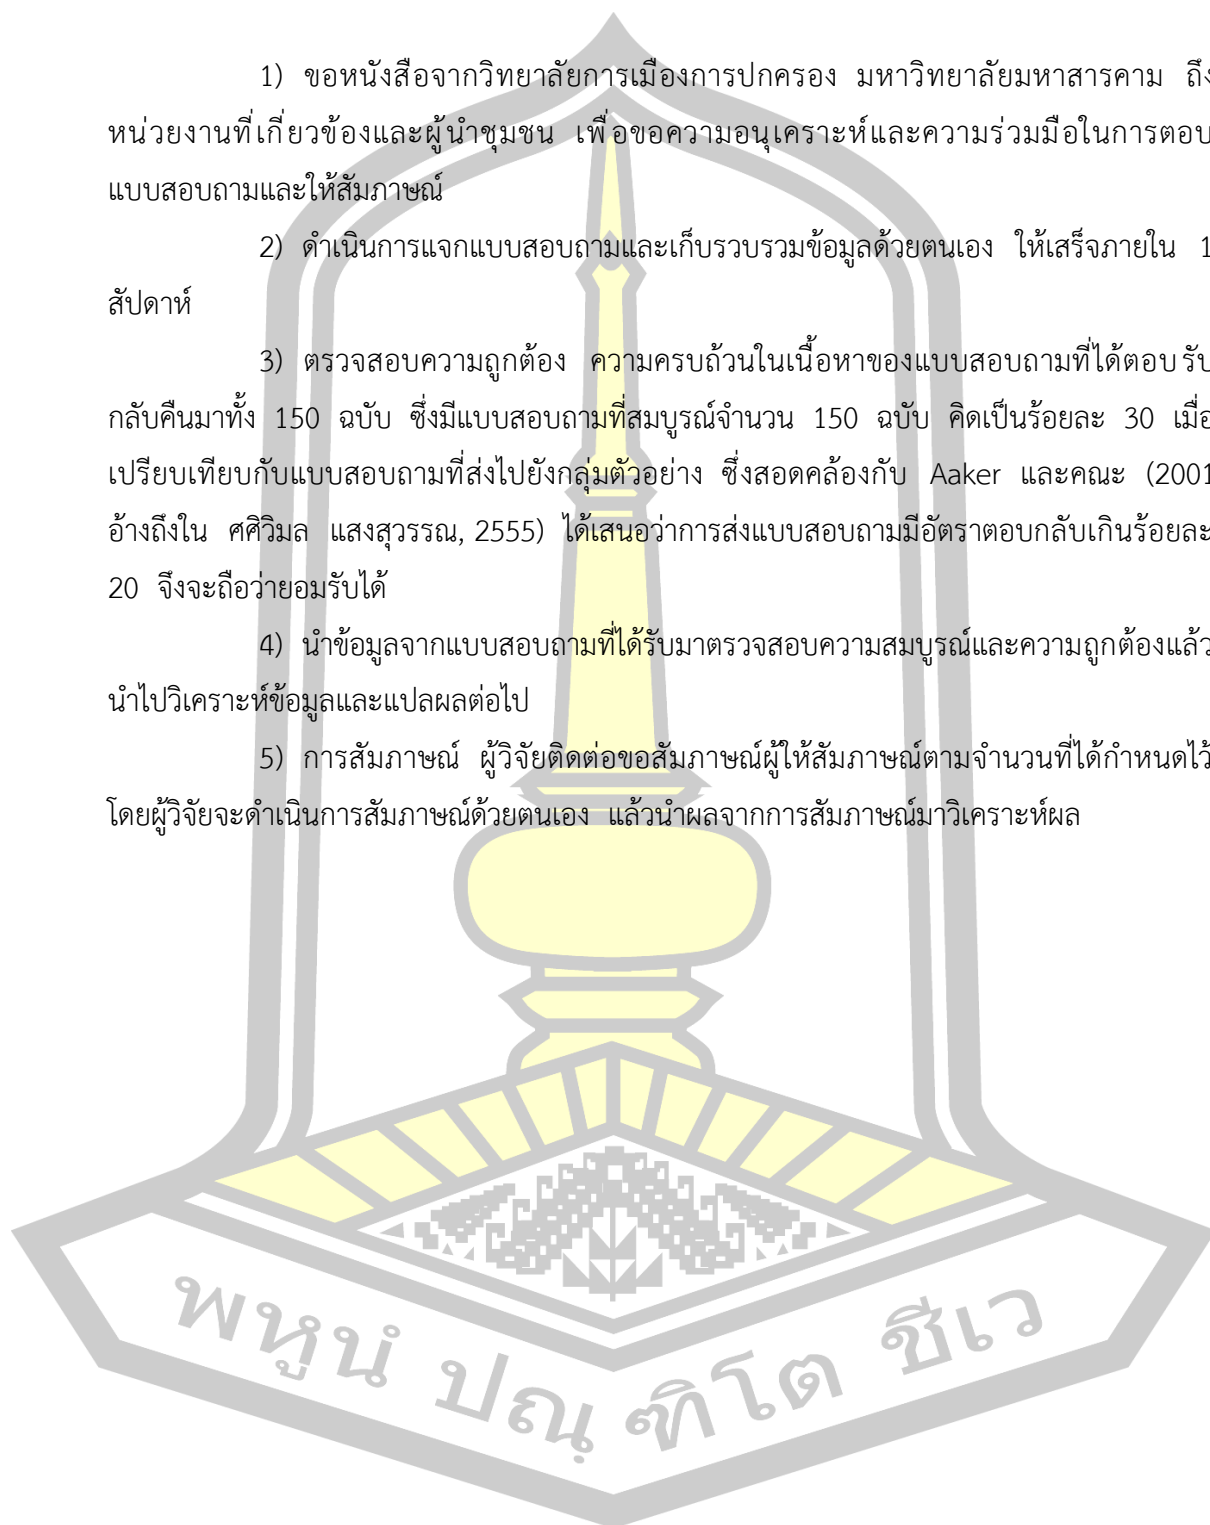 1) ขอหนังสือจากวิทยาลัยการเมืองการปกครอง มหาวิทยาลัยมหาสารคาม ถึง
หน่วยงานที่เกี่ยวข้องและผู้นำชุมชน เพื่อขอความอนุเคราะห์และความร่วมมือในการตอบ
แบบสอบถามและให้สัมภาษณ์
2) ดำเนินการแจกแบบสอบถามและเก็บรวบรวมข้อมูลด้วยตนเอง ให้เสร็จภายใน 1
สัปดาห์
3) ตรวจสอบความถูกต้อง ความครบถ้วนในเนื้อหาของแบบสอบถามที่ได้ตอบรับ
กลับคืนมาทั้ง 150 ฉบับ ซึ่งมีแบบสอบถามที่สมบูรณ์จำนวน 150 ฉบับ คิดเป็นร้อยละ 30 เมื่อ
เปรียบเทียบกับแบบสอบถามที่ส่งไปยังกลุ่มตัวอย่าง ซึ่งสอดคล้องกับ Aaker และคณะ (2001
อ้างถึงใน ศศิวิมล แสงสุวรรณ, 2555) ได้เสนอว่าการส่งแบบสอบถามมีอัตราตอบกลับเกินร้อยละ
20 จึงจะถือว่ายอมรับได้
4) นำข้อมูลจากแบบสอบถามที่ได้รับมาตรวจสอบความสมบูรณ์และความถูกต้องแล้ว
นำไปวิเคราะห์ข้อมูลและแปลผลต่อไป
5) การสัมภาษณ์ ผู้วิจัยติดต่อขอสัมภาษณ์ผู้ให้สัมภาษณ์ตามจำนวนที่ได้กำหนดไว้
โดยผู้วิจัยจะดำเนินการสัมภาษณ์ด้วยตนเอง แล้วนำผลจากการสัมภาษณ์มาวิเคราะห์ผล
พหูนํ ปณฺ ฑิโต ชีเว